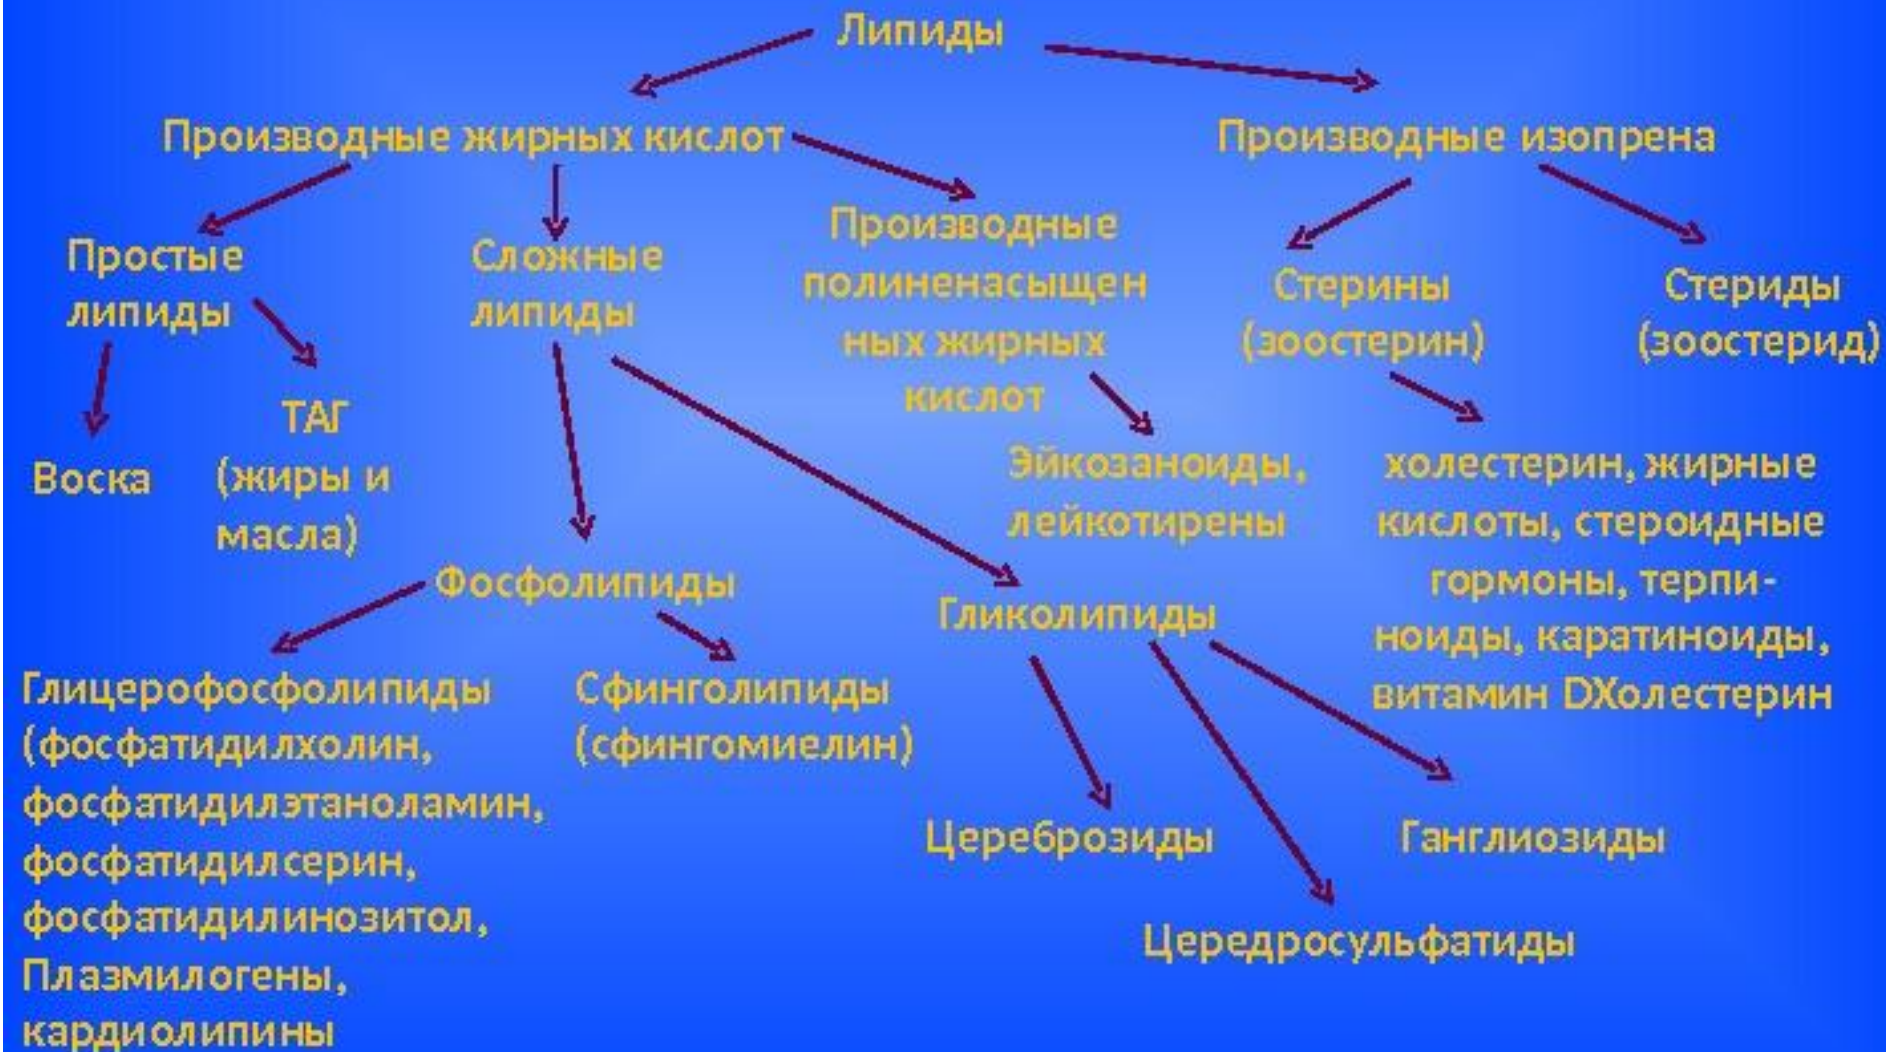 Липиды
Производные жирных кислот
Производные изопрена
Простые
липиды
Сложные
липиды
Производные
полиненасыщен
ных жирных
кислот
Стерины
(зоостерин)
Стериды
(зоостерид)
Воска
ТАГ
(жиры и
масла)
Эйкозаноиды,
лейкотирены
холестерин, жирные
кислоты, стероидные
гормоны, терпи-
ноиды, каратиноиды,
витамин DХолестерин
Фосфолипиды
Гликолипиды
Глицерофосфолипиды
(фосфатидилхолин,
фосфатидилэтаноламин,
фосфатидилсерин,
фосфатидилинозитол,
Плазмилогены,
кардиолипины
Сфинголипиды
(сфингомиелин)
Цереброзиды
Ганглиозиды
Цередросульфатиды